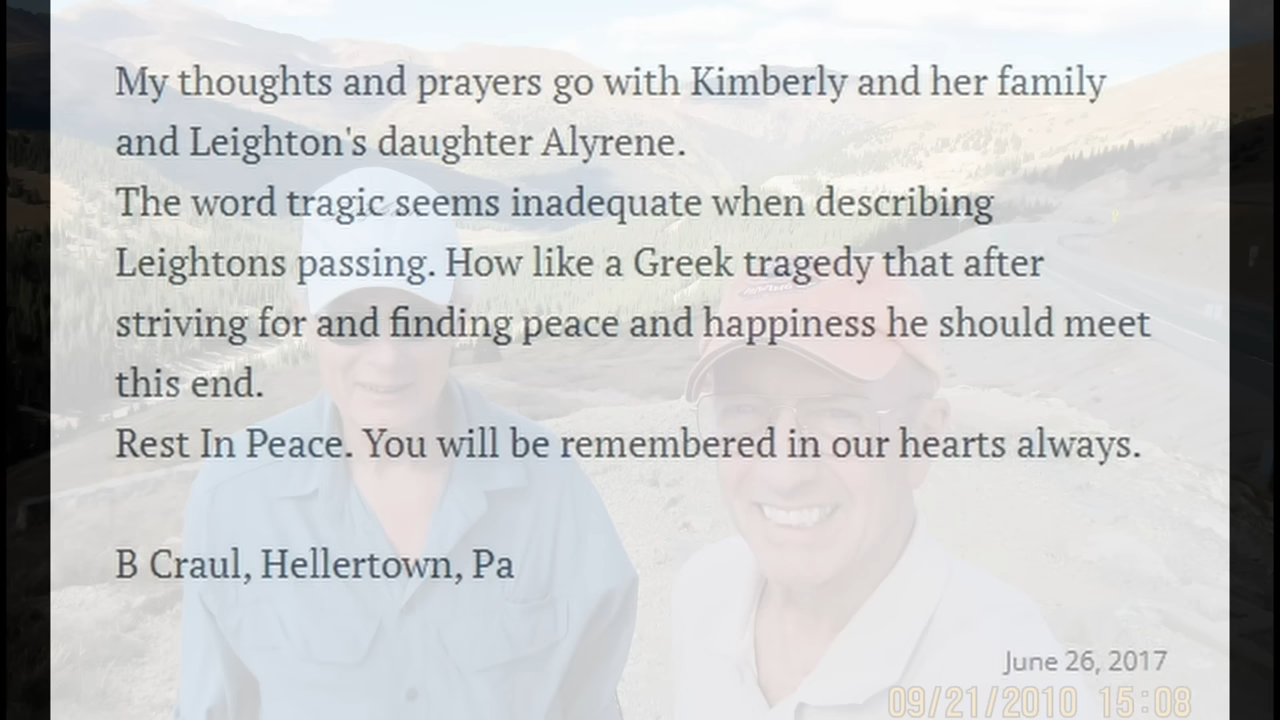 My thoughts and prayers go with Kimberly and her family
and Leighton's daughter Alyrene.
The word tragic seems inadequate when describing
Leightons passing. How like a Greek tragedy that after
striving for and finding peace and happiness he should meet
this end.
Rest In Peace. You will be remembered in our hearts always.
B Craul, Hellertown, Pa
June 26, 2017
09/21/2010 15:08